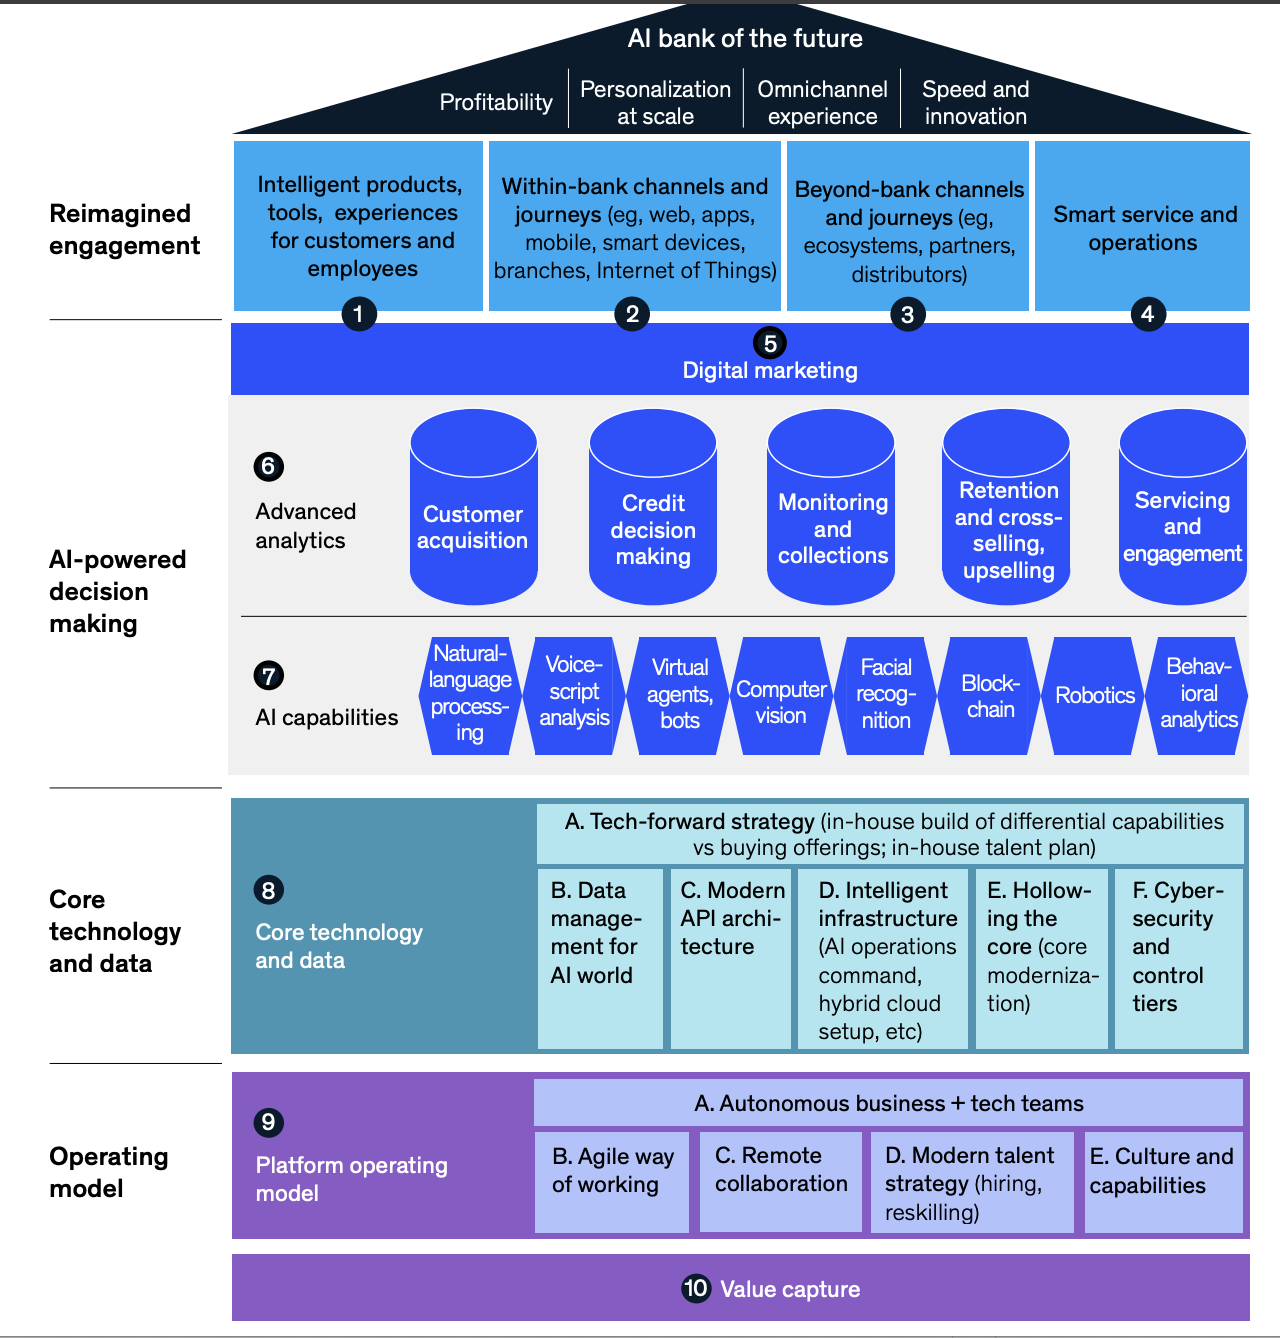 AI bank of the future
Profitability
Personalization
at scale
Omnichannel
experience
Speed and
innovation
Reimagined
engagement
Intelligent products,
tools, experiences
for customers and
employees
1
Within-bank channels and
journeys (eg, web, apps,
mobile, smart devices,
branches, Internet of Things)
2
Beyond-bank channels
and journeys (eg,
ecosystems, partners,
distributors)
3
Smart service and
operations
4
5
Digital marketing
AI-powered
decision
making
6
Advanced
analytics
Customer
acquisition
Credit
decision
making
Monitoring
and
collections
Retention
and cross-
selling,
upselling
Servicing
and
engagement
7
AI capabilities
Natural-
language
process-
ing
Voice-
script
analysis
Virtual
agents,
bots
Computer
vision
Facial
recog-
nition
Block-
chain
Robotics
Behav-
ioral
analytics
Core
technology
and data
8
Core technology
and data
A. Tech-forward strategy (in-house build of differential capabilities
vs buying offerings; in-house talent plan)
B. Data
manage-
ment for
AI world
C. Modern
API archi-
tecture
D. Intelligent
infrastructure
(AI operations
command,
hybrid cloud
setup, etc)
E. Hollow-
ing the
core (core
moderniza-
tion)
F. Cyber-
security
and
control
tiers
Operating
model
9
Platform operating
model
A. Autonomous business + tech teams
B. Agile way
of working
C. Remote
collaboration
D. Modern talent
strategy (hiring,
reskilling)
E. Culture and
capabilities
10 Value capture